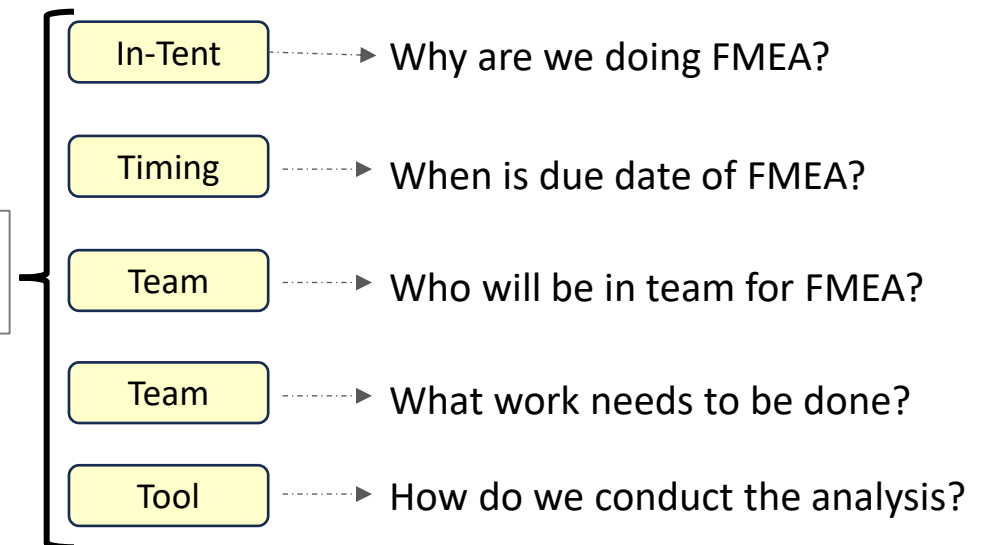 In-Tent
Why are we doing FMEA?
Timing
When is due date of FMEA?
Team
Who will be in team for FMEA?
Team
What work needs to be done?
Tool
How do we conduct the analysis?